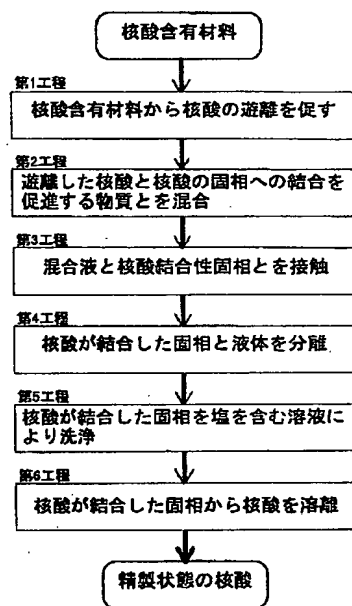 核酸含有材料
第1工程
核酸含有材料から核酸の遊離を促す
第2工程
遊離した核酸と核酸の固相への結合を
促進する物質とを混合
第3工程
混合液と核酸結合性固相とを接触
第4工程
核酸が結合した固相と液体を分離
第5工程
核酸が結合した固相を塩を含む溶液に
より洗浄
第6工程
核酸が結合した固相から核酸を溶離
精製状態の核酸